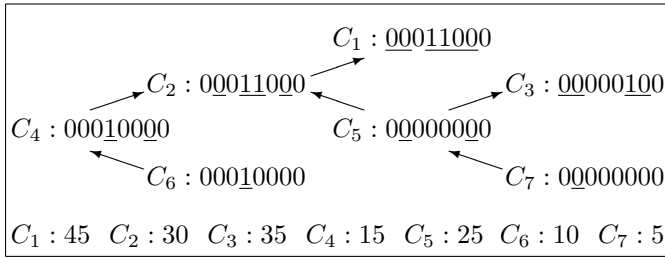 C₁ : 00011000
C₂ : 00011000 C₃ : 00000100
C₄ : 00010000 C₅ : 00000000
C₆ : 00010000 C₇ : 00000000
C₁ : 45 C₂ : 30 C₃ : 35 C₄ : 15 C₅ : 25 C₆ : 10 C₇ : 5